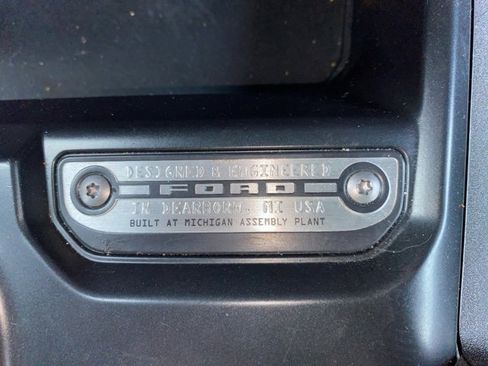 DESIGNED & ENGINEERED
FORD
IN DEARBORN, MI USA
BUILT AT MICHIGAN ASSEMBLY PLANT